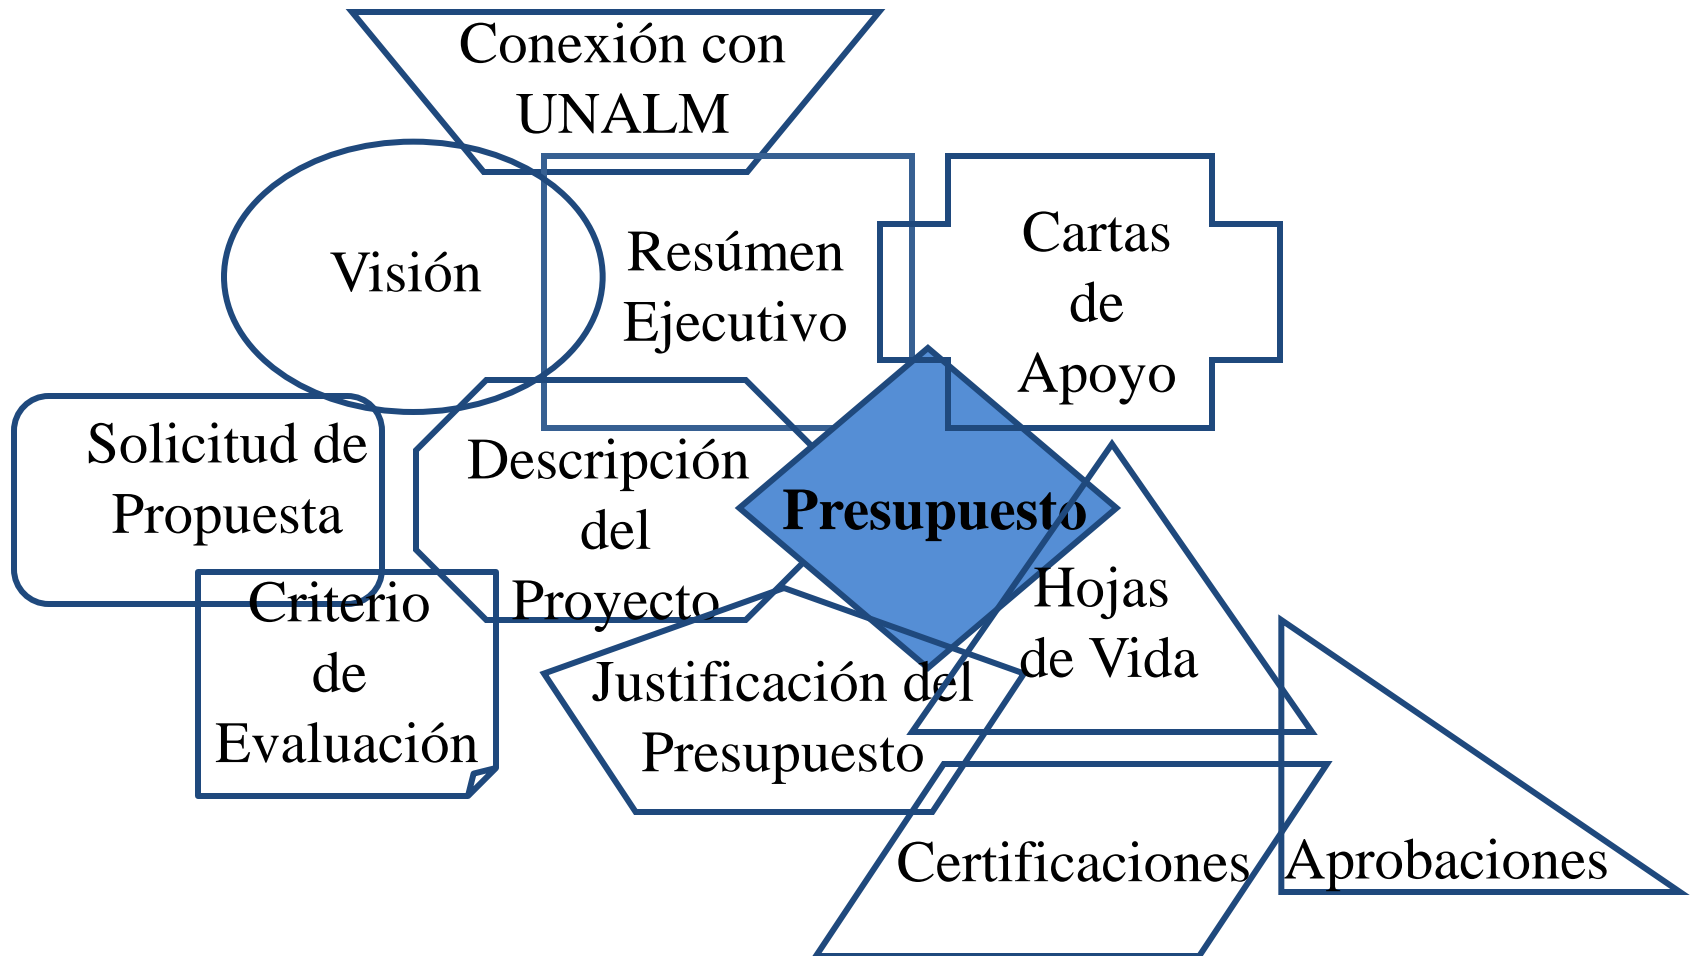 Conexión con
UNALM
Visión
Resúmen
Ejecutivo
Cartas
de
Apoyo
Solicitud de
Propuesta
Descripción
del
Proyecto
Presupuesto
Hojas
de Vida
Criterio
de
Evaluación
Justificación del
Presupuesto
Certificaciones
Aprobaciones